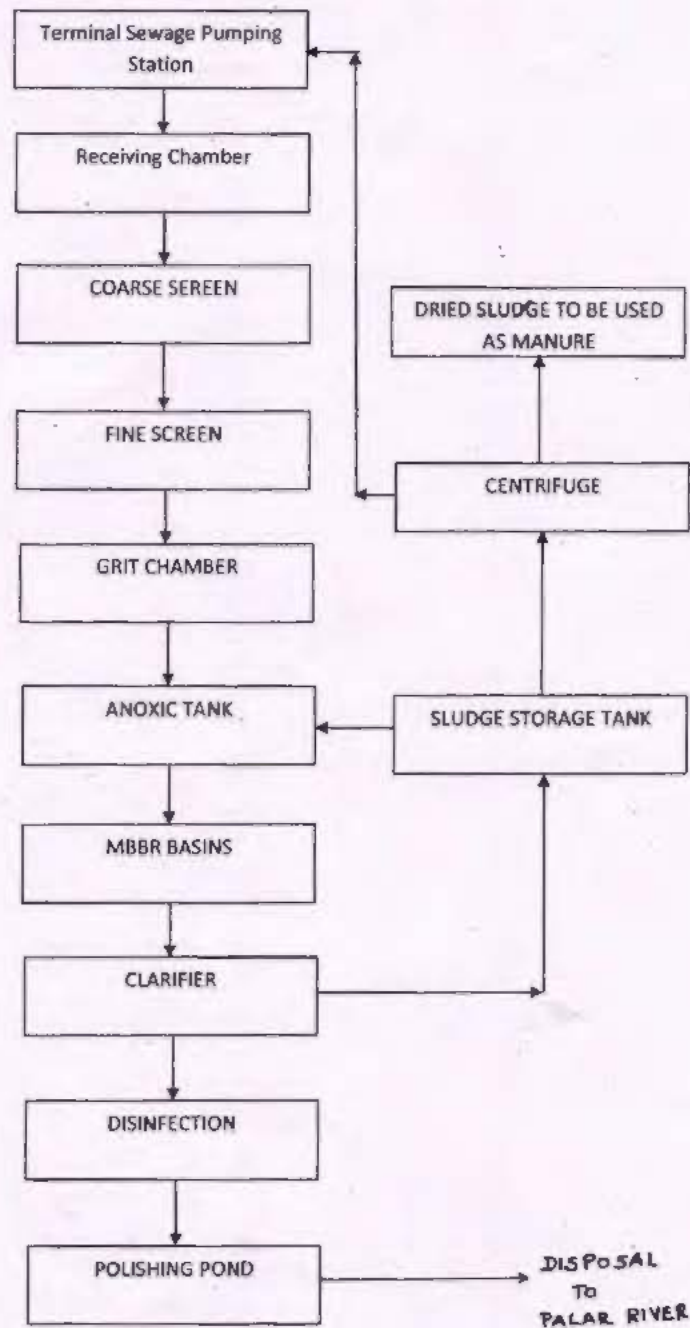 Terminal Sewage Pumping
Station
Receiving Chamber
COARSE SEREEN
FINE SCREEN
GRIT CHAMBER
ANOXIC TANK
MBBR BASINS
CLARIFIER
DISINFECTION
POLISHING POND
DRIED SLUDGE TO BE USED
AS MANURE
CENTRIFUGE
SLUDGE STORAGE TANK
DISPOSAL
TO
PALAR RIVER